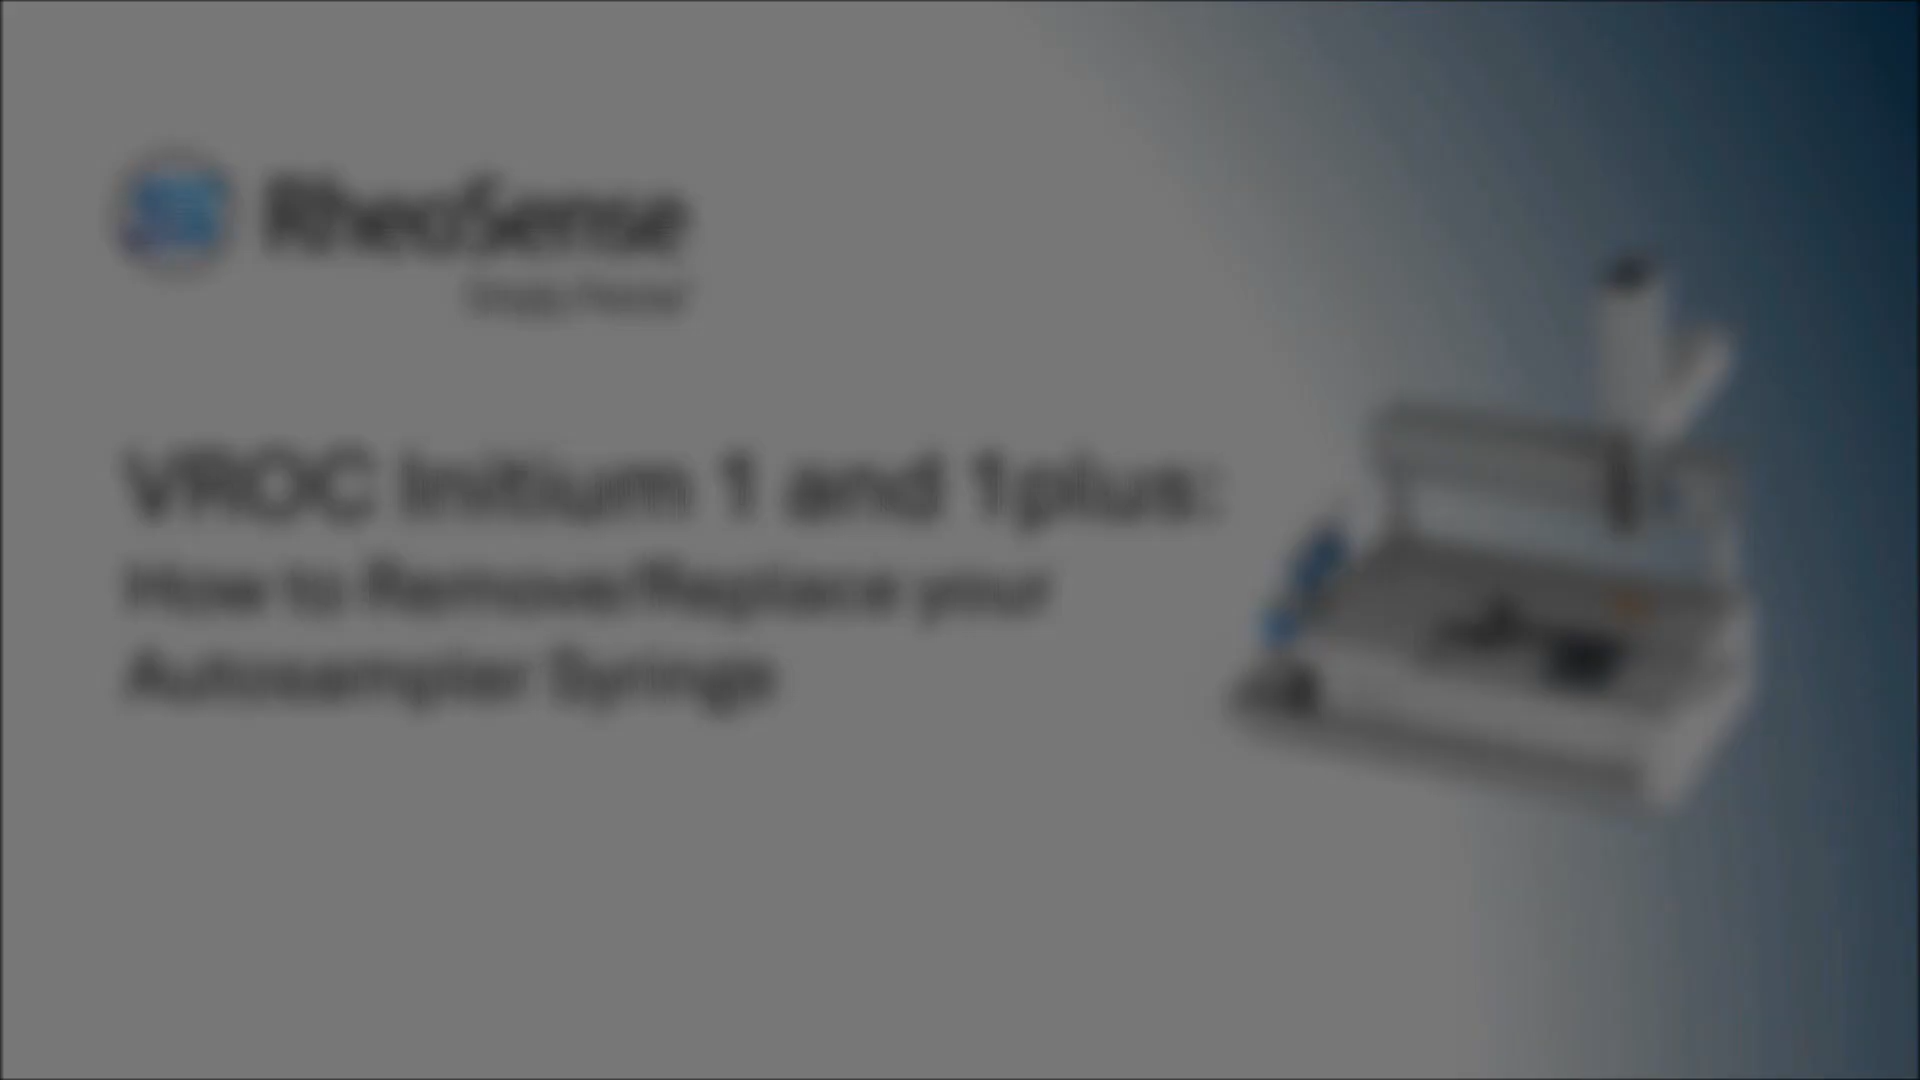 RheoSense
VROC Initium 1 and 1plus:
How to Remove/Replace your
Autosampler Syringe